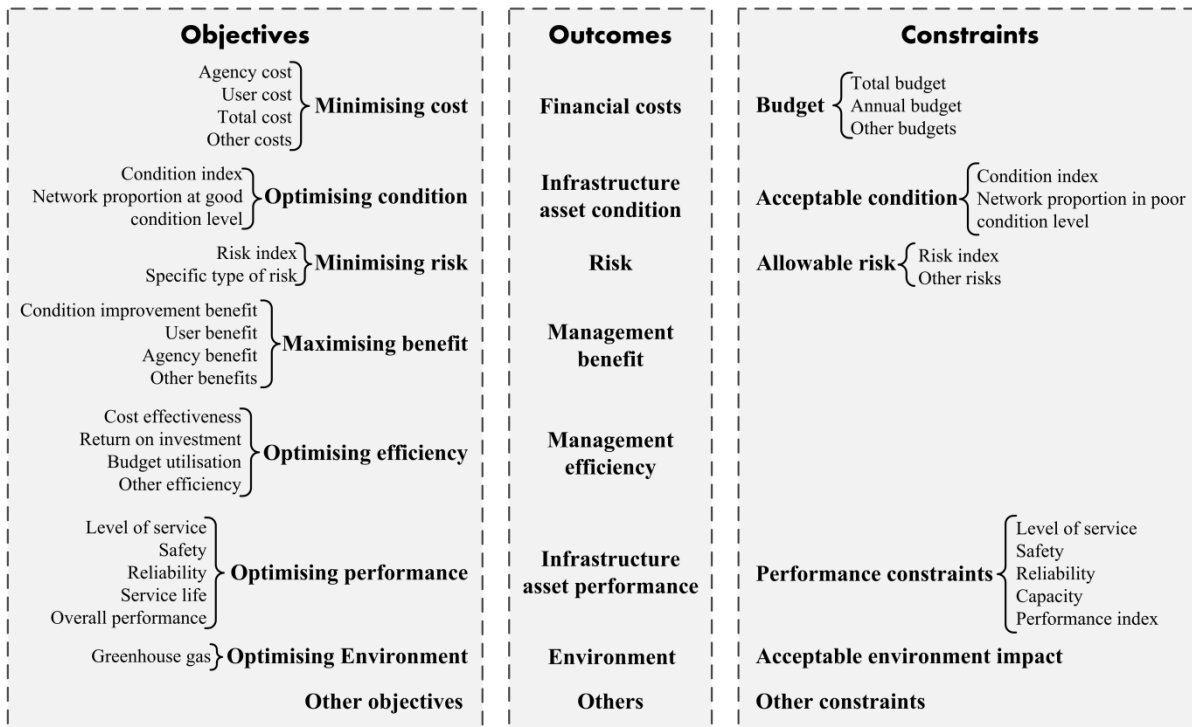 Objectives
Agency cost
User cost
Total cost
Other costs
Minimising cost
Condition index
Network proportion at good
condition level
Optimising condition
Risk index
Specific type of risk
Minimising risk
Condition improvement benefit
User benefit
Agency benefit
Other benefits
Maximising benefit
Cost effectiveness
Return on investment
Budget utilisation
Other efficiency
Optimising efficiency
Level of service
Safety
Reliability
Service life
Overall performance
Optimising performance
Greenhouse gas
Optimising Environment
Other objectives
Outcomes
Financial costs
Infrastructure
asset condition
Risk
Management
benefit
Management
efficiency
Infrastructure
asset performance
Environment
Others
Constraints
Budget
Total budget
Annual budget
Other budgets
Acceptable condition
Condition index
Network proportion in poor
condition level
Allowable risk
Risk index
Other risks
Performance constraints
Level of service
Safety
Reliability
Capacity
Performance index
Acceptable environment impact
Other constraints